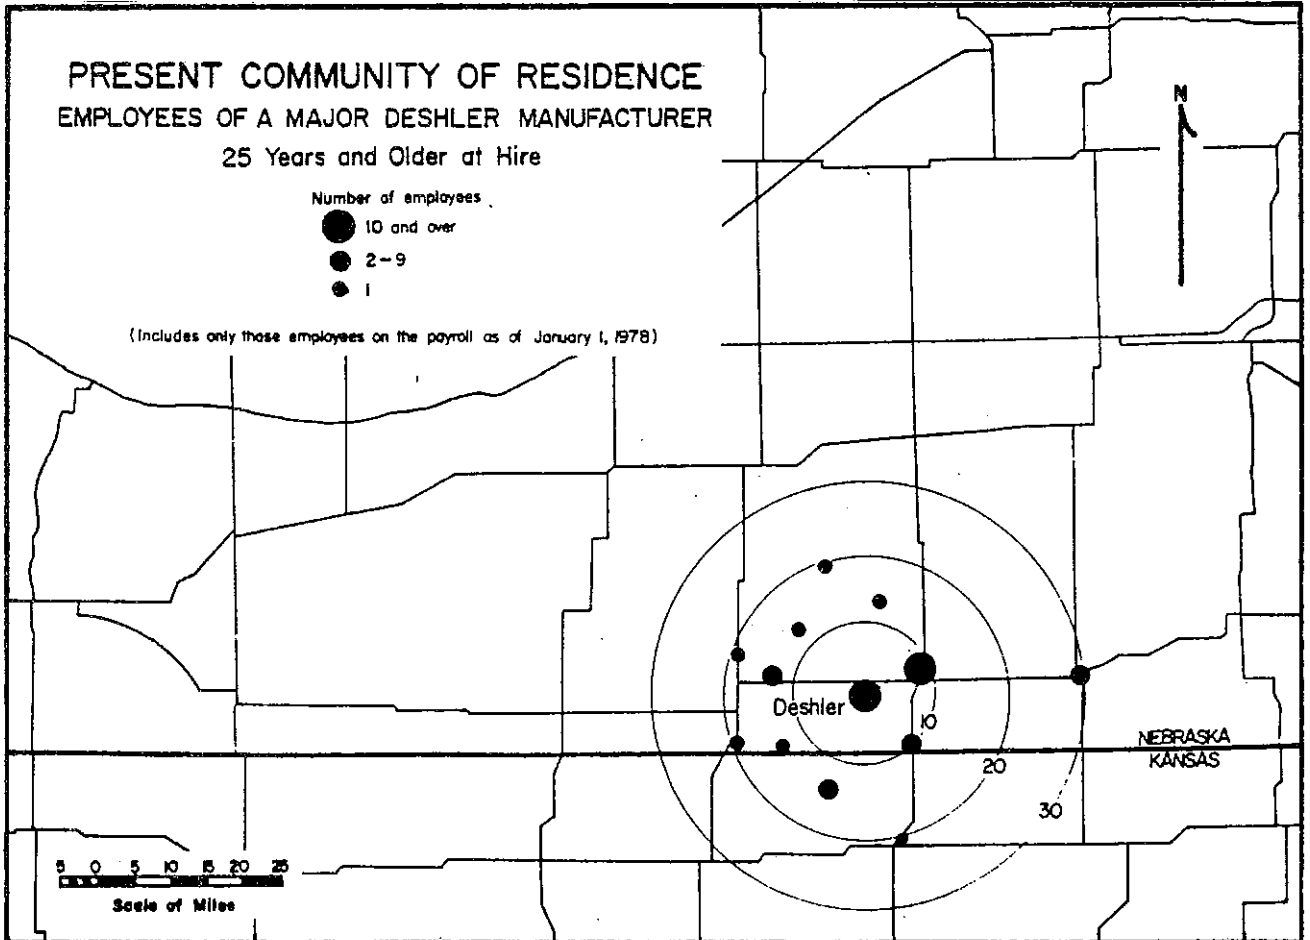 PRESENT COMMUNITY OF RESIDENCE
EMPLOYEES OF A MAJOR DESHLER MANUFACTURER
25 Years and Older at Hire
Number of employees
10 and over
2-9
1
(Includes only those employees on the payroll as of January 1, 1978)
N
Deshler
10
20
30
NEBRASKA
KANSAS
5 0 5 10 15 20 25
Scale of Miles